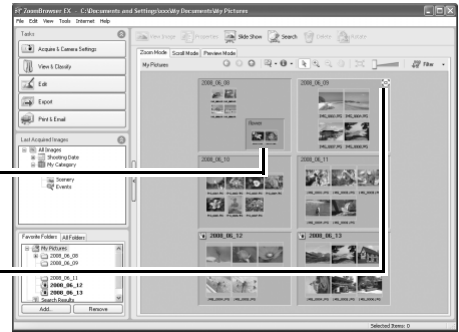 ZoomBrowser EX - C:\Documents and Settings\xxx\My Documents\My Pictures
File Edit View Tools Internet Help
Tasks
View Image Properties Slide Show Search Delete Rotate
Acquire & Camera Settings
Zoom Mode Scroll Mode Preview Mode
View & Classify
My Pictures Filter
Edit
2008_06_08 2008_06_09
Export
Print & Email
Last Acquired Images
All Images
Shooting Date
2008_06_10 2008_06_11
My Category
Scenery
Events
Favorite Folders All Folders
My Pictures
2008_06_12 2008_06_13
2008_06_08
2008_06_09
2008_06_11
2008_06_12
2008_06_13
Search Results
Add... Remove
Selected Items: 0